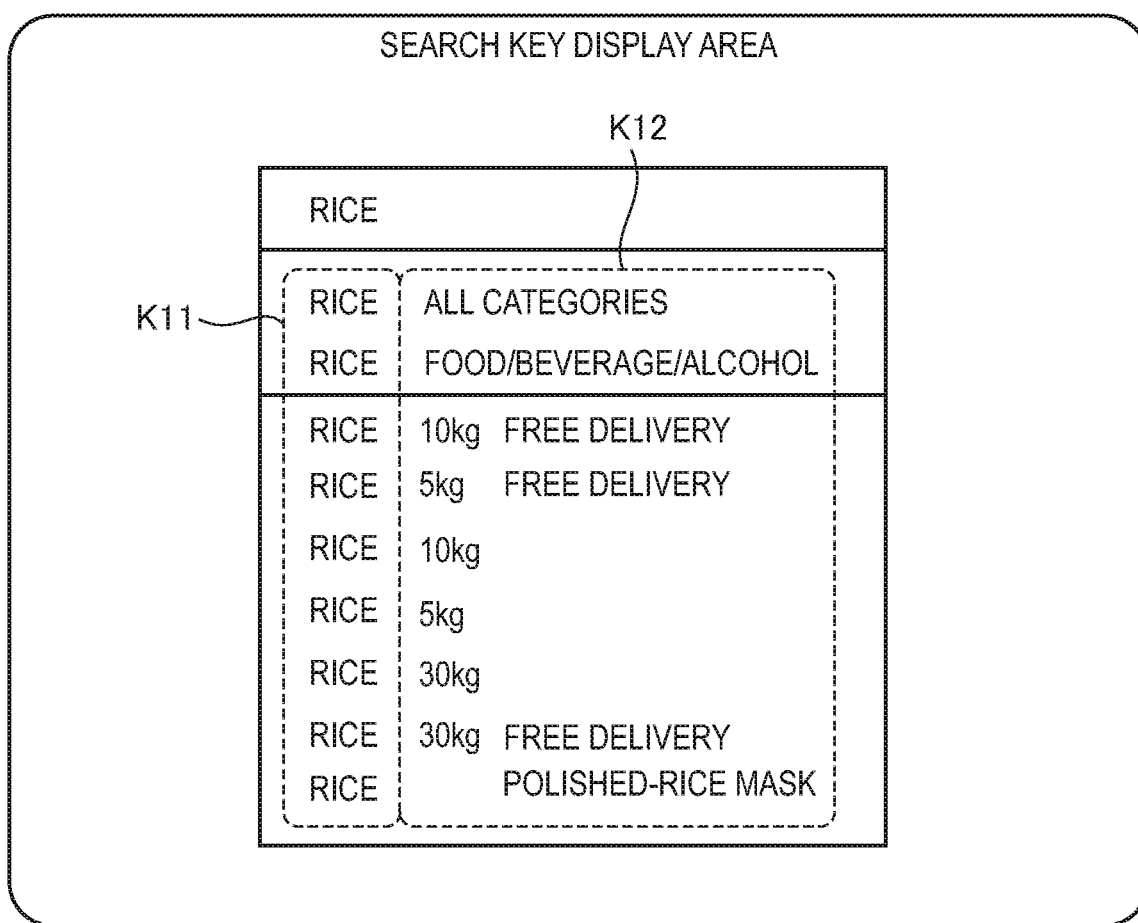 SEARCH KEY DISPLAY AREA
K12
RICE
K11
RICE ALL CATEGORIES
RICE FOOD/BEVERAGE/ALCOHOL
RICE 10kg FREE DELIVERY
RICE 5kg FREE DELIVERY
RICE 10kg
RICE 5kg
RICE 30kg
RICE 30kg FREE DELIVERY
RICE POLISHED-RICE MASK